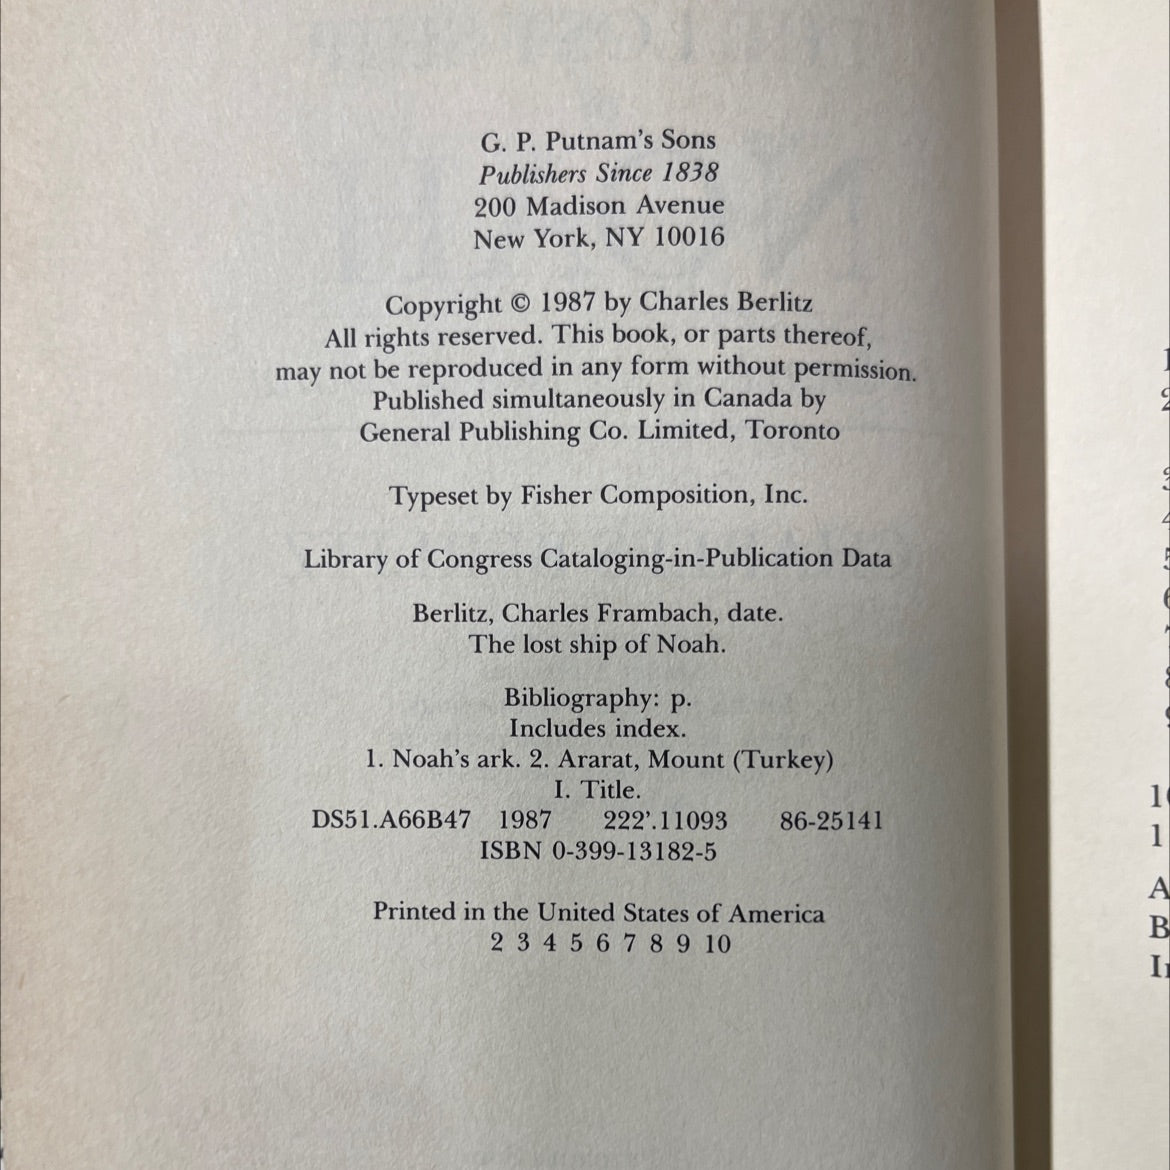 G. P. Putnam's Sons
Publishers Since 1838
200 Madison Avenue
New York, NY 10016
Copyright © 1987 by Charles Berlitz
All rights reserved. This book, or parts thereof,
may not be reproduced in any form without permission.
Published simultaneously in Canada by
General Publishing Co. Limited, Toronto
Typeset by Fisher Composition, Inc.
Library of Congress Cataloging-in-Publication Data
Berlitz, Charles Frambach, date.
The lost ship of Noah.
Bibliography: p.
Includes index.
1. Noah's ark. 2. Ararat, Mount (Turkey)
I. Title.
DS51.A66B47 1987 222'.11093 86-25141
ISBN 0-399-13182-5
Printed in the United States of America
2 3 4 5 6 7 8 9 10